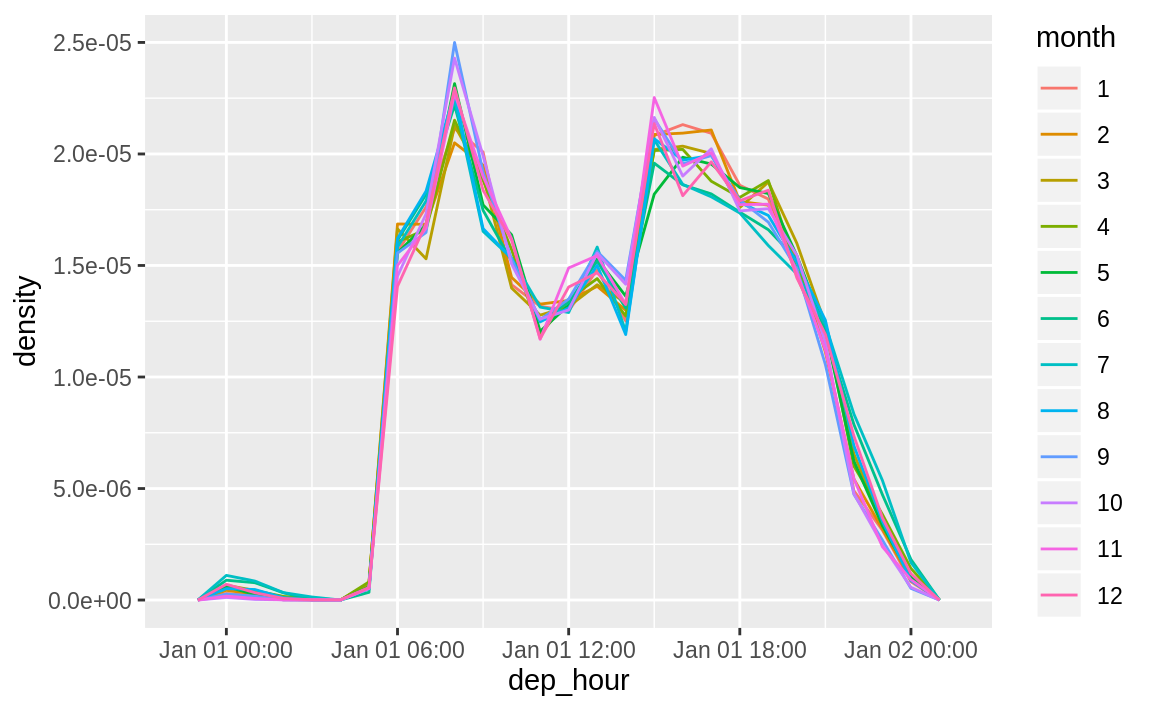 density
2.5e-05
2.0e-05
1.5e-05
1.0e-05
5.0e-06
0.0e+00
Jan 01 00:00
Jan 01 06:00
Jan 01 12:00
Jan 01 18:00
Jan 02 00:00
dep_hour
month
1
2
3
4
5
6
7
8
9
10
11
12